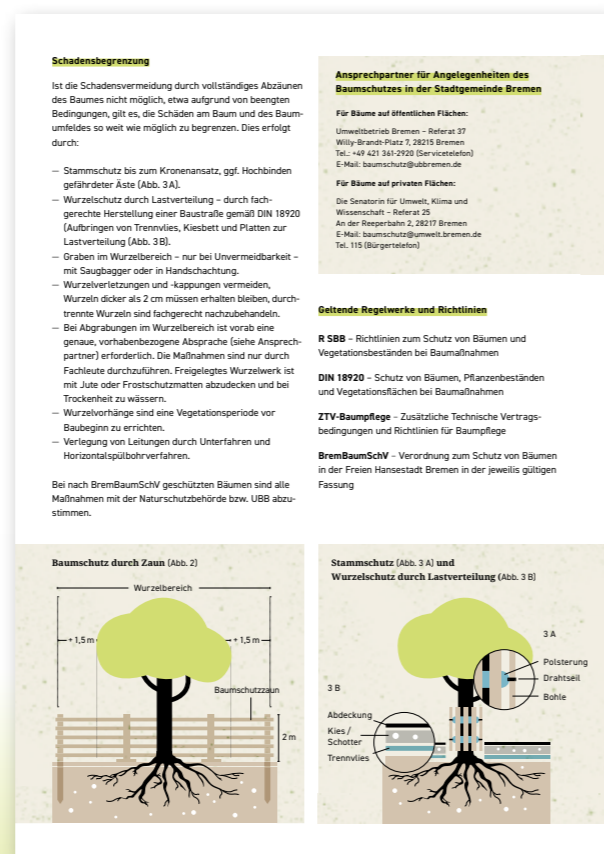 Schadensbegrenzung
Ist die Schadensvermeidung durch vollständiges Abzäunen
des Baumes nicht möglich, etwa aufgrund von beengten
Bedingungen, gilt es, die Schäden am Baum und des Baum-
umfeldes so weit wie möglich zu begrenzen. Dies erfolgt
durch:
— Stammschutz bis zum Kronenansatz, ggf. Hochbinden
gefährdeter Äste (Abb. 3 A).
— Wurzelschutz durch Lastverteilung – durch fach-
gerechte Herstellung einer Baustraße gemäß DIN 18920
(Aufbringen von Trennvlies, Kiesbett und Platten zur
Lastverteilung (Abb. 3 B).
— Graben im Wurzelbereich – nur bei Unvermeidbarkeit –
mit Saugbagger oder in Handschachtung.
— Wurzelverletzungen und -kappungen vermeiden,
Wurzeln dicker als 2 cm müssen erhalten bleiben, durch-
trennte Wurzeln sind fachgerecht nachzubehandeln.
— Bei Abgrabungen im Wurzelbereich ist vorab eine
genaue, vorhabenbezogene Absprache (siehe Ansprech-
partner) erforderlich. Die Maßnahmen sind nur durch
Fachleute durchzuführen. Freigelegtes Wurzelwerk ist
mit Jute oder Frostschutzmatten abzudecken und bei
Trockenheit zu wässern.
— Wurzelvorhänge sind eine Vegetationsperiode vor
Baubeginn zu errichten.
— Verlegung von Leitungen durch Unterfahren und
Horizontalspülbohrverfahren.
Bei nach BremBaumSchV geschützten Bäumen sind alle
Maßnahmen mit der Naturschutzbehörde bzw. UBB abzu-
stimmen.
Ansprechpartner für Angelegenheiten des
Baumschutzes in der Stadtgemeinde Bremen
Für Bäume auf öffentlichen Flächen:
Umweltbetrieb Bremen – Referat 37
Willy-Brandt-Platz 7, 28215 Bremen
Tel.: +49 421 361-2920 (Servicetelefon)
E-Mail: baumschutz@ubbremen.de
Für Bäume auf privaten Flächen:
Die Senatorin für Umwelt, Klima und
Wissenschaft – Referat 25
An der Reeperbahn 2, 28217 Bremen
E-Mail: baumschutz@umwelt.bremen.de
Tel. 115 (Bürgertelefon)
Geltende Regelwerke und Richtlinien
R SBB – Richtlinien zum Schutz von Bäumen und
Vegetationsbeständen bei Baumaßnahmen
DIN 18920 – Schutz von Bäumen, Pflanzenbeständen
und Vegetationsflächen bei Baumaßnahmen
ZTV-Baumpflege – Zusätzliche Technische Vertrags-
bedingungen und Richtlinien für Baumpflege
BremBaumSchV – Verordnung zum Schutz von Bäumen
in der Freien Hansestadt Bremen in der jeweilis gültigen
Fassung
Baumschutz durch Zaun (Abb. 2)
Wurzelbereich
+ 1,5 m
+ 1,5 m
Baumschutzzaun
2 m
Stammschutz (Abb. 3 A) und
Wurzelschutz durch Lastverteilung (Abb. 3 B)
3 A
Polsterung
Drahtseil
Bohle
3 B
Abdeckung
Kies /
Schotter
Trennvlies